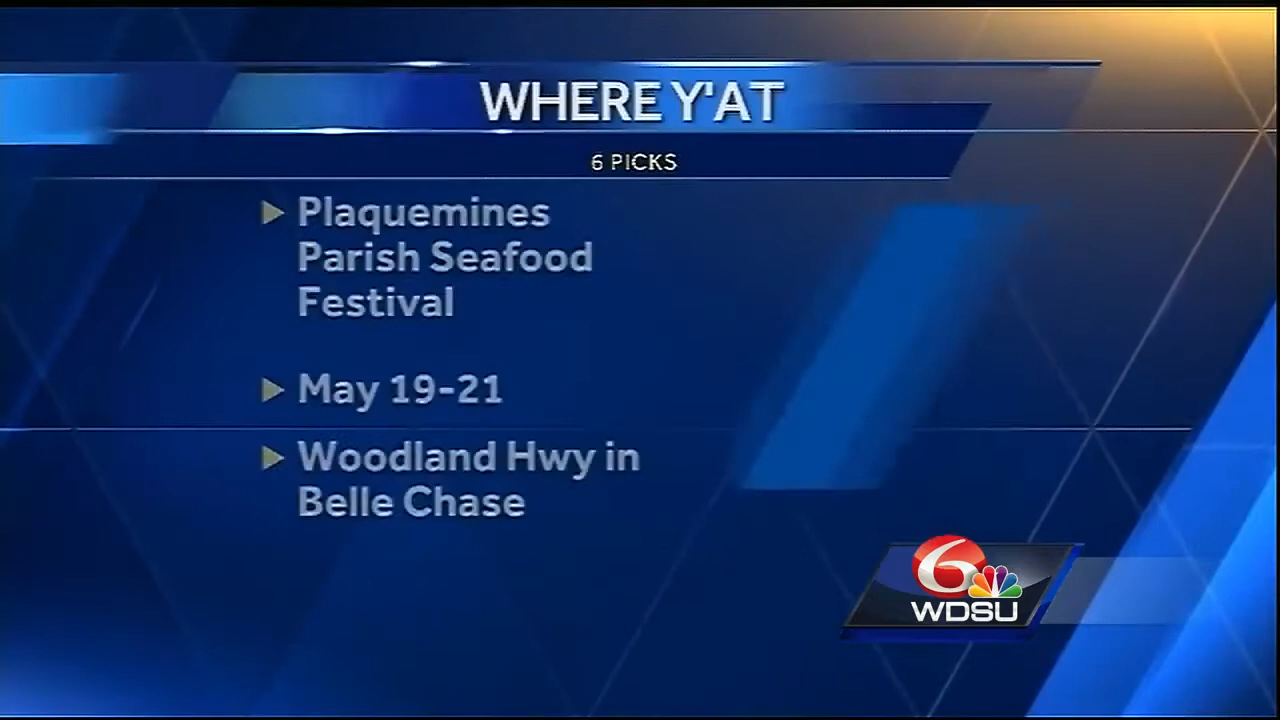 WHERE Y'AT
6 PICKS
Plaquemines
Parish Seafood
Festival
May 19-21
Woodland Hwy in
Belle Chase
6
WDSU